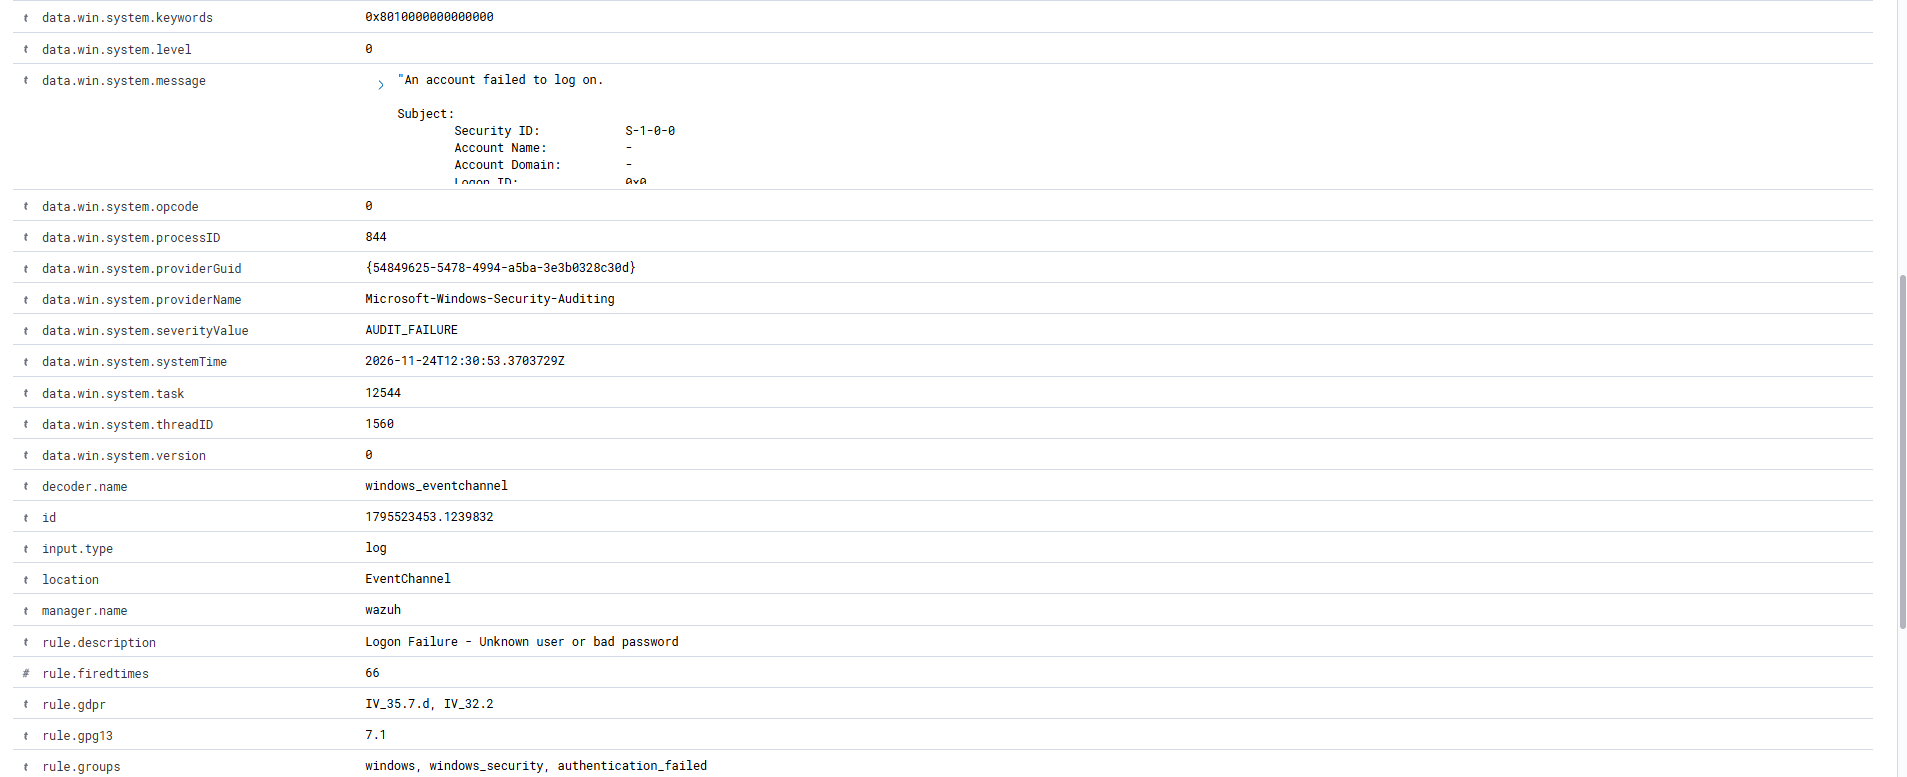 t data.win.system.keywords 0x8010000000000000
t data.win.system.level 0
t data.win.system.message "An account failed to log on.
Subject:
Security ID: S-1-0-0
Account Name: -
Account Domain: -
Logon ID: 0x0
t data.win.system.opcode 0
t data.win.system.processID 844
t data.win.system.providerGuid {54849625-5478-4994-a5ba-3e3b0328c30d}
t data.win.system.providerName Microsoft-Windows-Security-Auditing
t data.win.system.severityValue AUDIT_FAILURE
t data.win.system.systemTime 2026-11-24T12:30:53.3703729Z
t data.win.system.task 12544
t data.win.system.threadID 1560
t data.win.system.version 0
t decoder.name windows_eventchannel
t id 1795523453.1239832
t input.type log
t location EventChannel
t manager.name wazuh
t rule.description Logon Failure - Unknown user or bad password
# rule.firedtimes 66
t rule.gdpr IV_35.7.d, IV_32.2
t rule.gpg13 7.1
t rule.groups windows, windows_security, authentication_failed